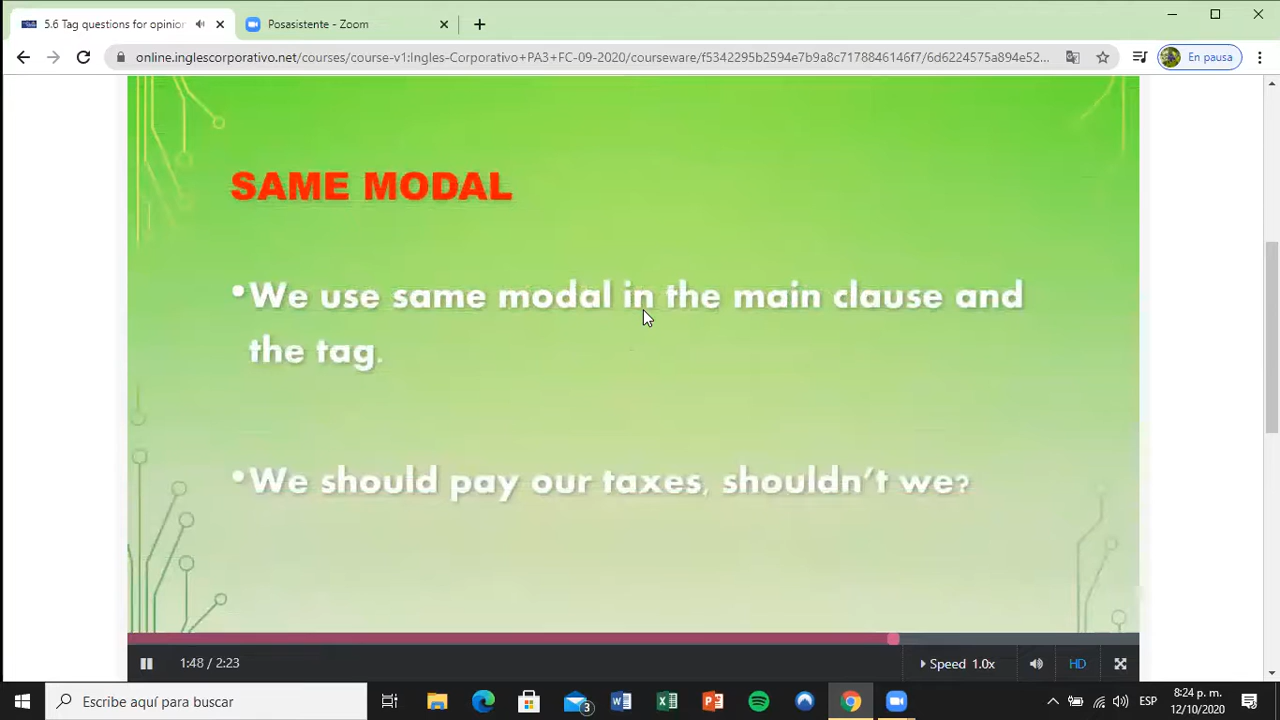 5.6 Tag questions for opinion
Posasistente - Zoom
online.inglescorporativo.net/courses/course-v1:Ingles-Corporativo+PA3+FC-09-2020/courseware/f5342295b2594e7b9a8c7178846146f7/6d6224575a894e52...
En pausa
SAME MODAL
•We use same modal in the main clause and
the tag.
•We should pay our taxes, shouldn't we?
1:48 / 2:23
Speed 1.0x
HD
Escribe aquí para buscar
3
ESP
8:24 p. m.
12/10/2020